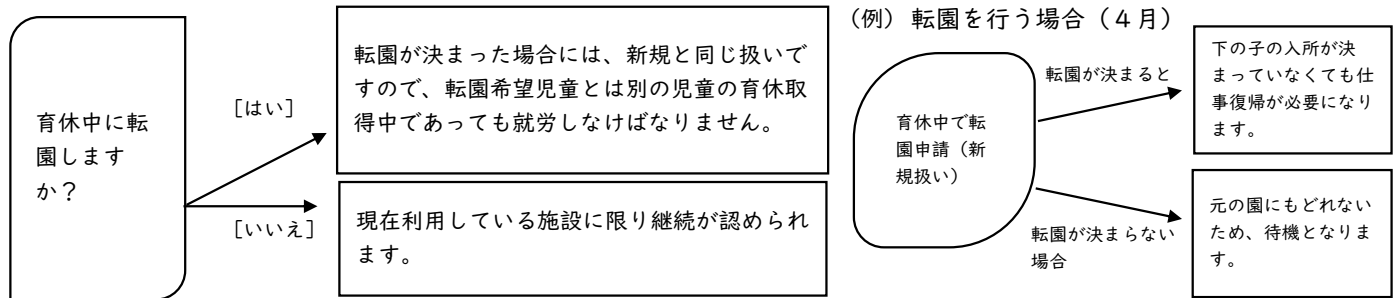 育休中に転
園します
か？
［はい］
転園が決まった場合には、新規と同じ扱いで
すので、転園希望児童とは別の児童の育休取
得中であっても就労しなけばなりません。
［いいえ］
現在利用している施設に限り継続が認められ
ます。
（例）転園を行う場合（４月）
育休中で転
園申請（新
規扱い）
転園が決まると
下の子の入所が決
まっていなくても仕
事復帰が必要になり
ます。
転園が決まらない
場合
元の園にもどれない
ため、待機となりま
す。